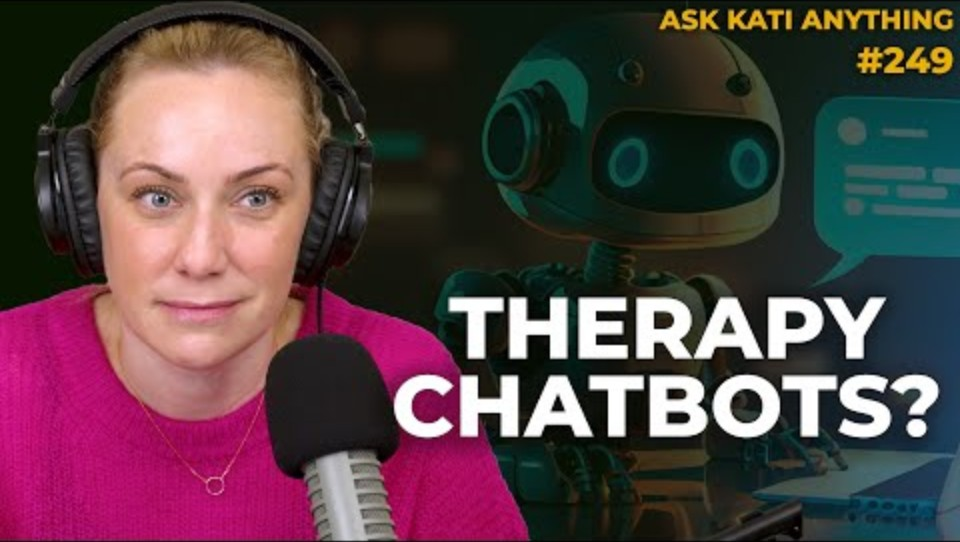 ASK KATI ANYTHING
#249
THERAPY
CHATBOTS?